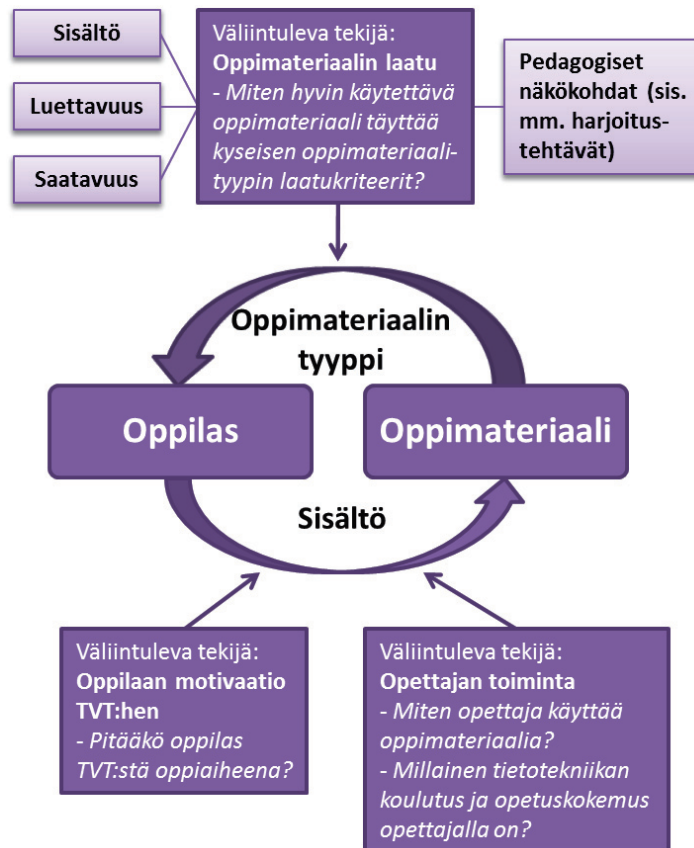 Sisältö
Luettavuus
Saatavuus
Väliintuleva tekijä:
Oppimateriaalin laatu
- Miten hyvin käytettävä
oppimateriaali täyttää
kyseisen oppimateriaali-
tyypin laatukriteerit?
Pedagogiset
näkökohdat (sis.
mm. harjoitus-
tehtävät)
Oppimateriaalin
tyyppi
Oppilas
Oppimateriaali
Sisältö
Väliintuleva tekijä:
Oppilaan motivaatio
TVT:hen
- Pitääkö oppilas
TVT:stä oppiaiheena?
Väliintuleva tekijä:
Opettajan toiminta
- Miten opettaja käyttää
oppimateriaalia?
- Millainen tietotekniikan
koulutus ja opetuskokemus
opettajalla on?